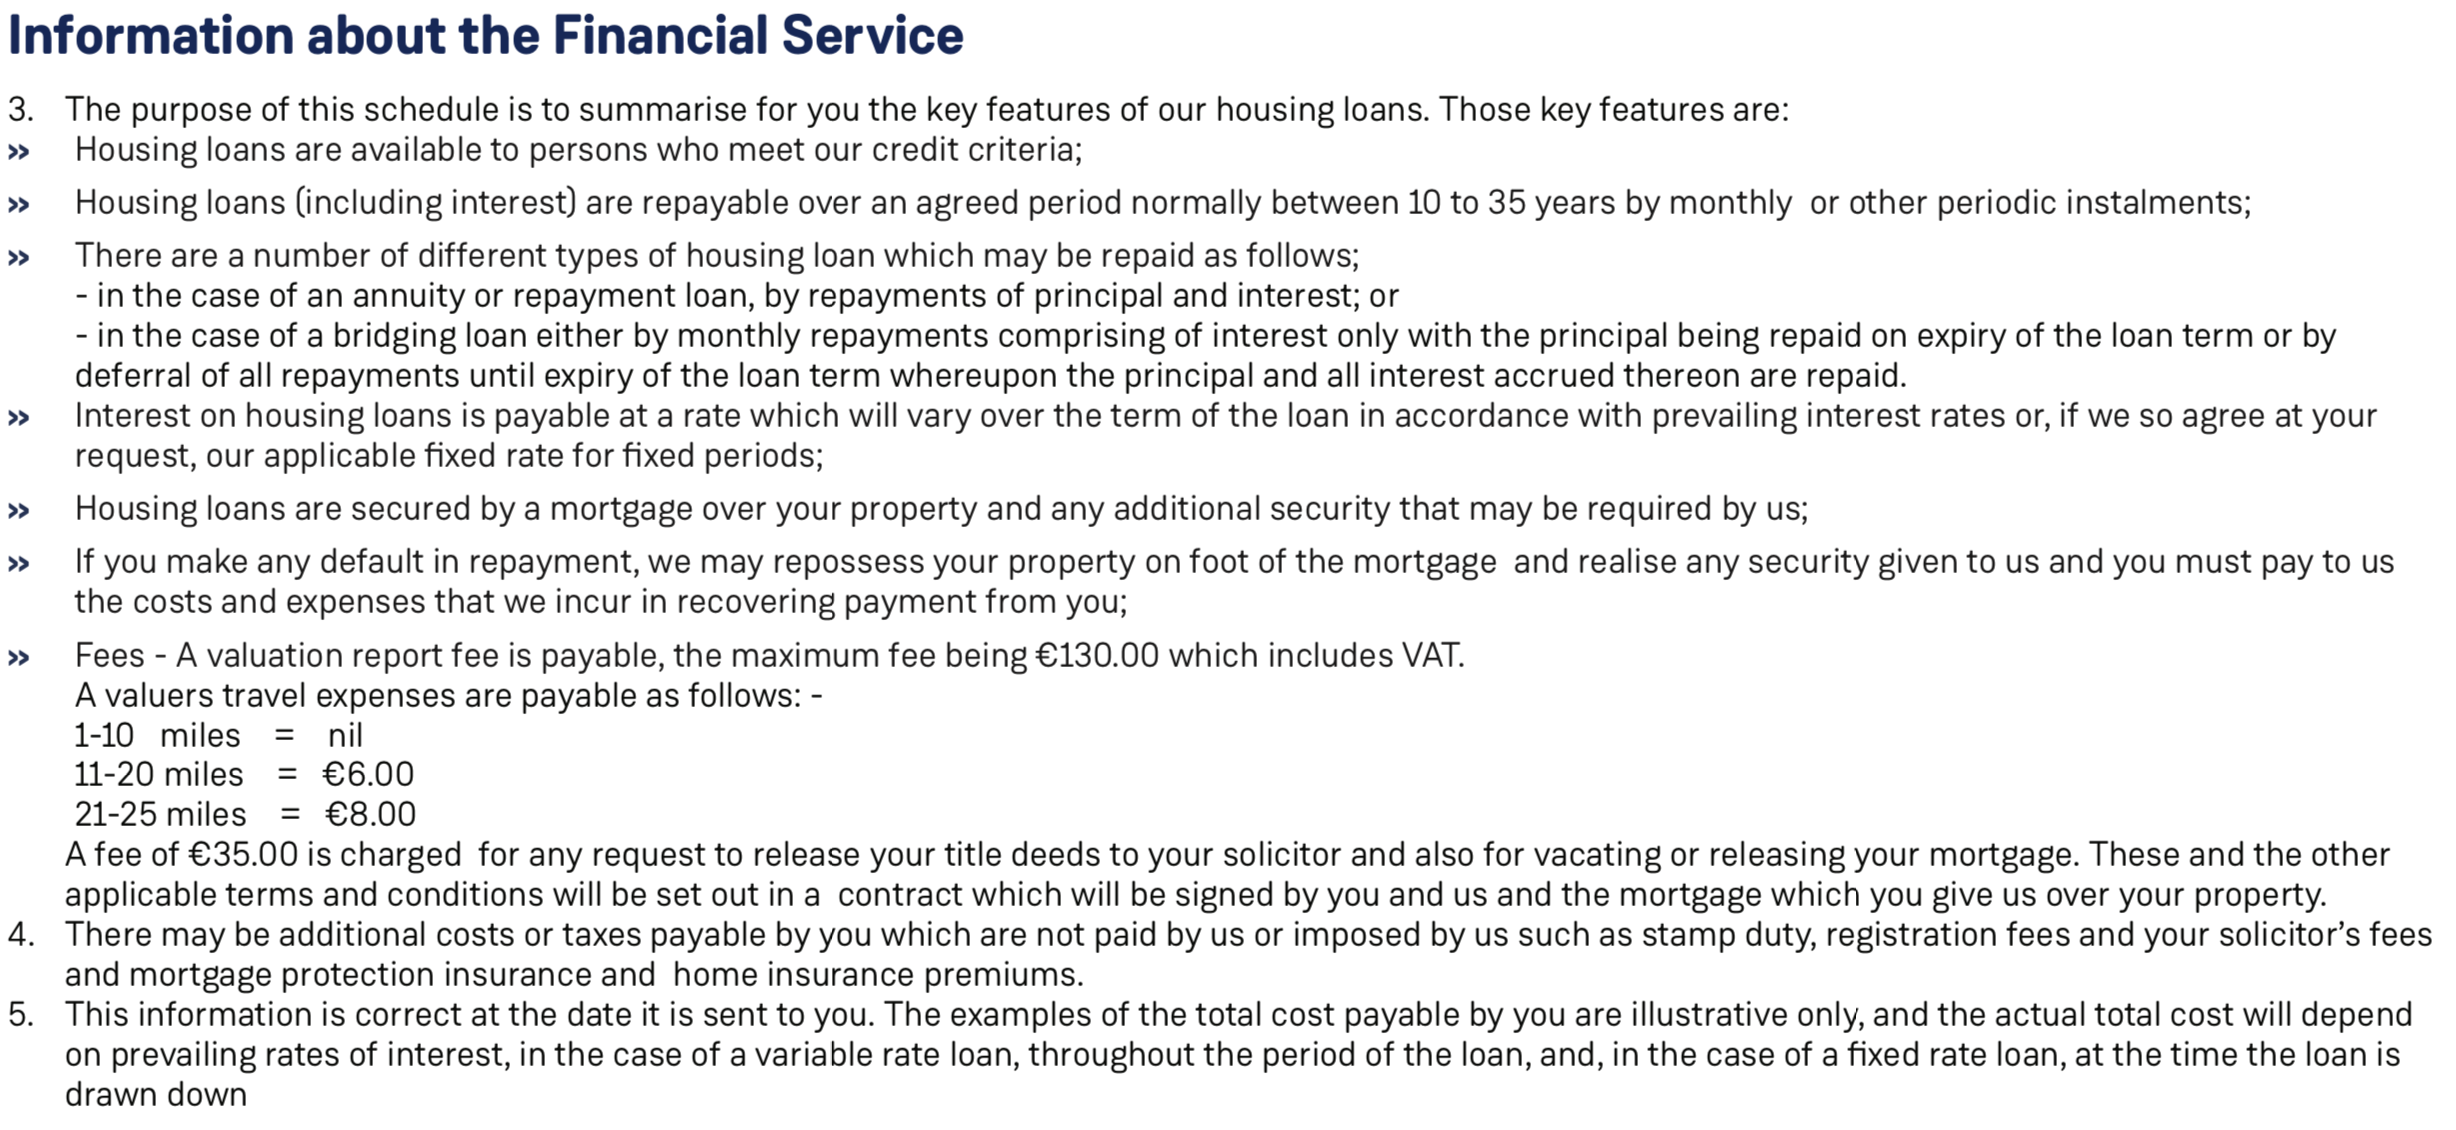 Information about the Financial Service
3. The purpose of this schedule is to summarise for you the key features of our housing loans. Those key features are:
» Housing loans are available to persons who meet our credit criteria;
» Housing loans (including interest) are repayable over an agreed period normally between 10 to 35 years by monthly or other periodic instalments;
» There are a number of different types of housing loan which may be repaid as follows;
- in the case of an annuity or repayment loan, by repayments of principal and interest; or
- in the case of a bridging loan either by monthly repayments comprising of interest only with the principal being repaid on expiry of the loan term or by
deferral of all repayments until expiry of the loan term whereupon the principal and all interest accrued thereon are repaid.
» Interest on housing loans is payable at a rate which will vary over the term of the loan in accordance with prevailing interest rates or, if we so agree at your
request, our applicable fixed rate for fixed periods;
» Housing loans are secured by a mortgage over your property and any additional security that may be required by us;
» If you make any default in repayment, we may repossess your property on foot of the mortgage and realise any security given to us and you must pay to us
the costs and expenses that we incur in recovering payment from you;
» Fees - A valuation report fee is payable, the maximum fee being €130.00 which includes VAT.
A valuers travel expenses are payable as follows: -
1-10 miles = nil
11-20 miles = €6.00
21-25 miles = €8.00
A fee of €35.00 is charged for any request to release your title deeds to your solicitor and also for vacating or releasing your mortgage. These and the other
applicable terms and conditions will be set out in a contract which will be signed by you and us and the mortgage which you give us over your property.
4. There may be additional costs or taxes payable by you which are not paid by us or imposed by us such as stamp duty, registration fees and your solicitor's fees
and mortgage protection insurance and home insurance premiums.
5. This information is correct at the date it is sent to you. The examples of the total cost payable by you are illustrative only, and the actual total cost will depend
on prevailing rates of interest, in the case of a variable rate loan, throughout the period of the loan, and, in the case of a fixed rate loan, at the time the loan is
drawn down